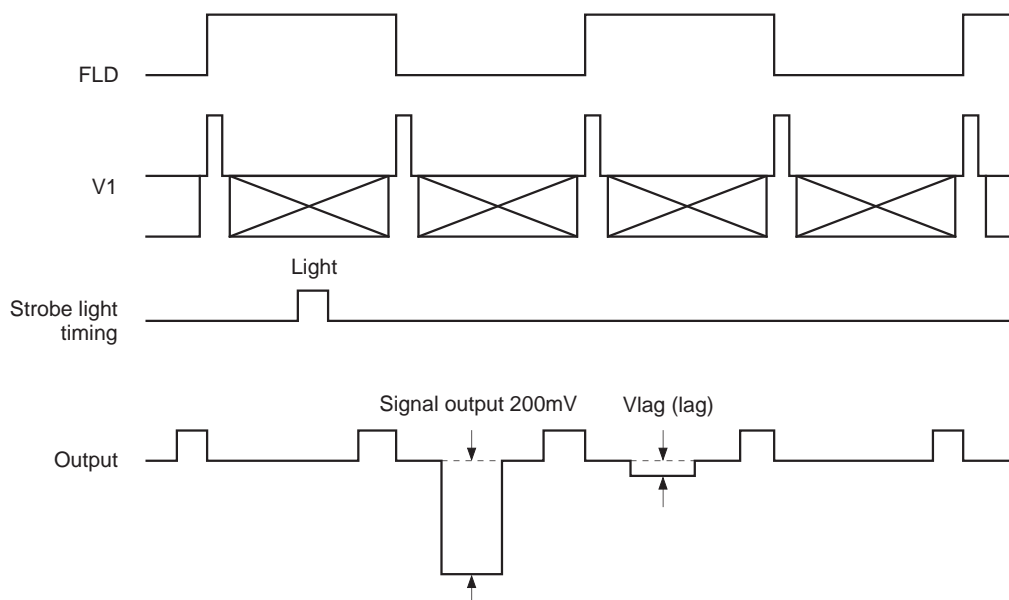 FLD
V1
Light
Strobe light
timing
Signal output 200mV
Vlag (lag)
Output